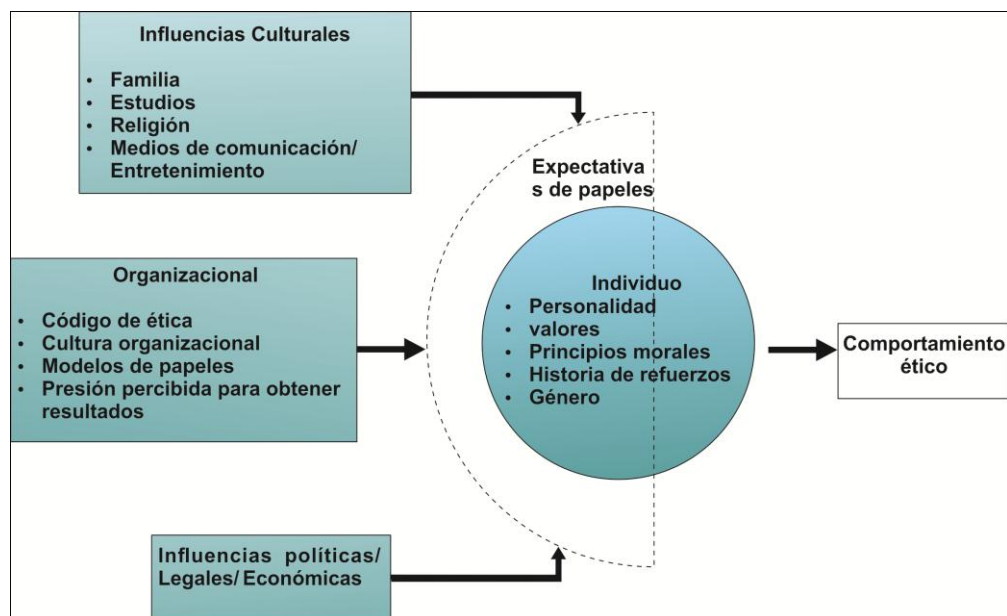 Influencias Culturales
• Familia
• Estudios
• Religión
• Medios de comunicación/
Entretenimiento
Organizacional
• Código de ética
• Cultura organizacional
• Modelos de papeles
• Presión percibida para obtener
resultados
Influencias políticas/
Legales/ Económicas
Expectativa
s de papeles
Individuo
• Personalidad
• valores
• Principios morales
• Historia de refuerzos
• Género
Comportamiento
ético